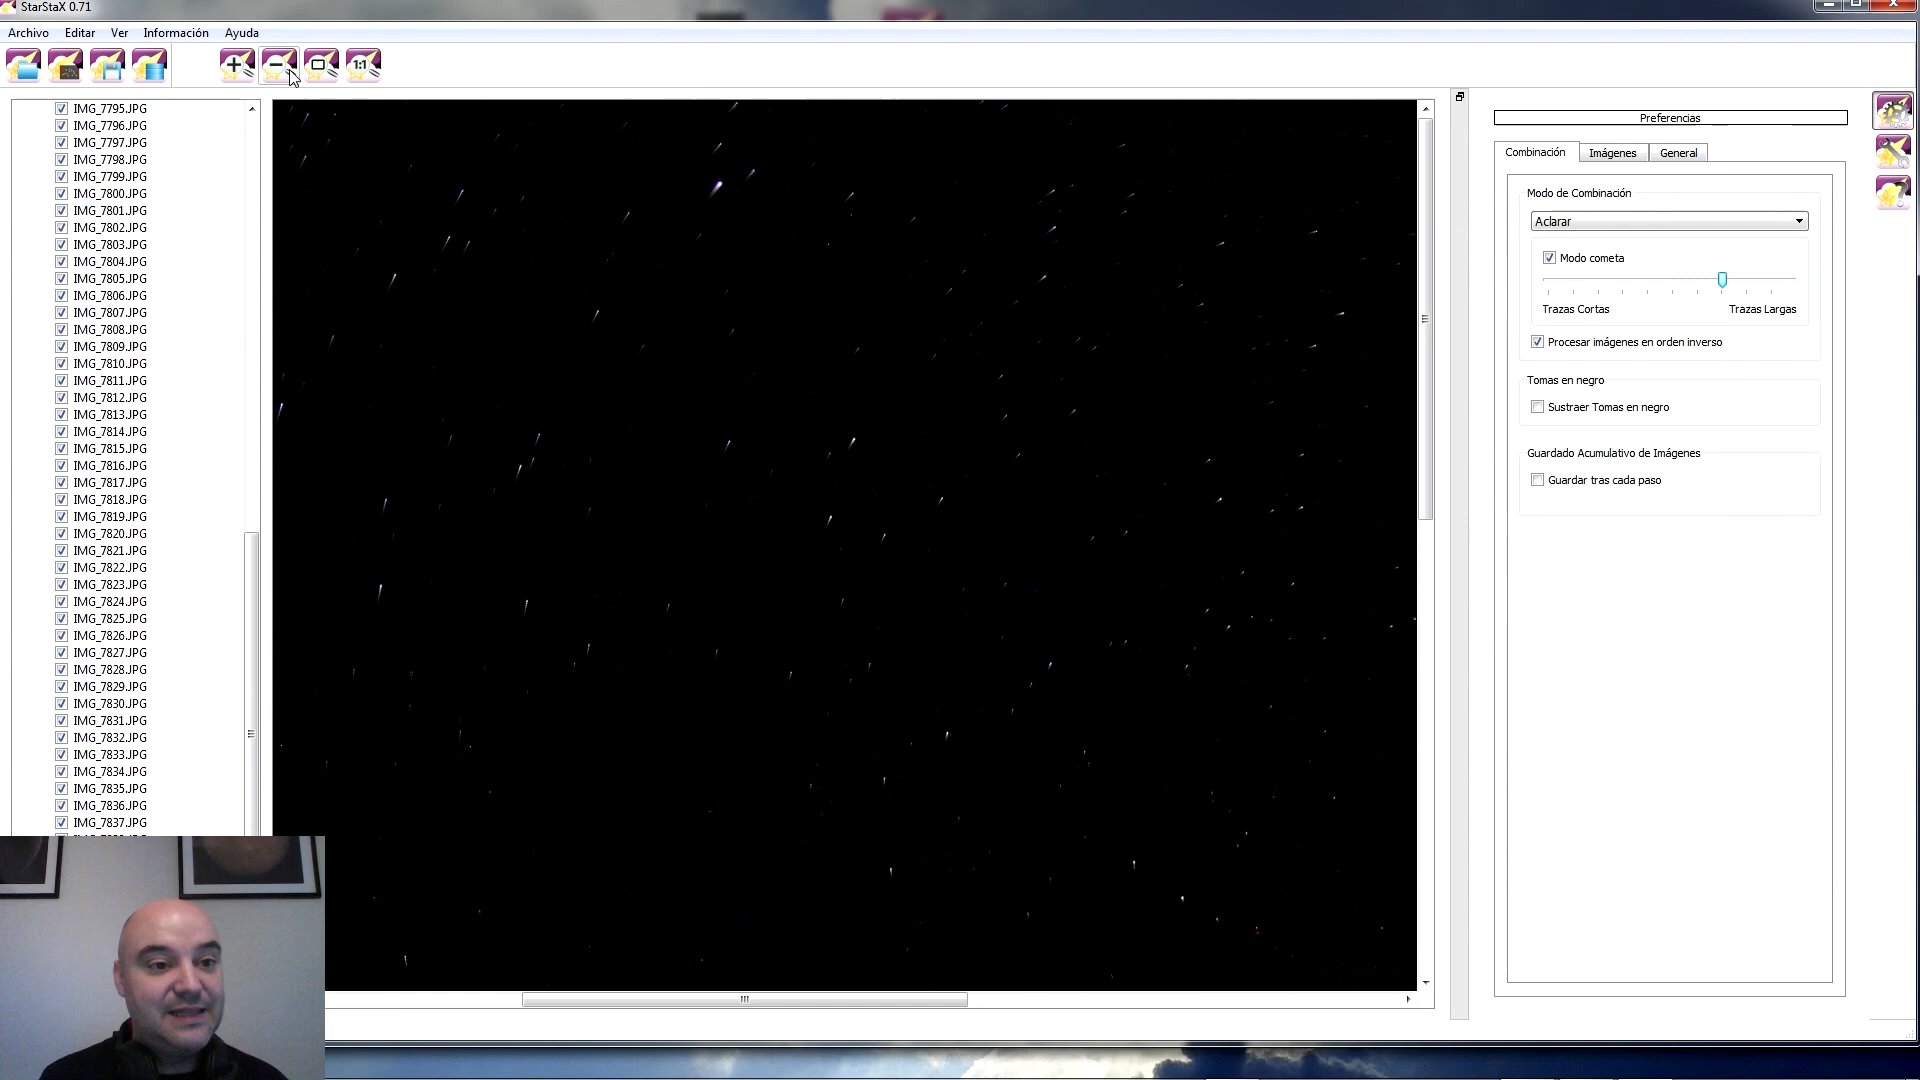 StarStaX 0.71
Archivo Editar Ver Información Ayuda
1:1
IMG_7795.JPG
IMG_7796.JPG
IMG_7797.JPG
IMG_7798.JPG
IMG_7799.JPG
IMG_7800.JPG
IMG_7801.JPG
IMG_7802.JPG
IMG_7803.JPG
IMG_7804.JPG
IMG_7805.JPG
IMG_7806.JPG
IMG_7807.JPG
IMG_7808.JPG
IMG_7809.JPG
IMG_7810.JPG
IMG_7811.JPG
IMG_7812.JPG
IMG_7813.JPG
IMG_7814.JPG
IMG_7815.JPG
IMG_7816.JPG
IMG_7817.JPG
IMG_7818.JPG
IMG_7819.JPG
IMG_7820.JPG
IMG_7821.JPG
IMG_7822.JPG
IMG_7823.JPG
IMG_7824.JPG
IMG_7825.JPG
IMG_7826.JPG
IMG_7827.JPG
IMG_7828.JPG
IMG_7829.JPG
IMG_7830.JPG
IMG_7831.JPG
IMG_7832.JPG
IMG_7833.JPG
IMG_7834.JPG
IMG_7835.JPG
IMG_7836.JPG
IMG_7837.JPG
Preferencias
Combinación Imágenes General
Modo de Combinación
Aclarar
Modo cometa
Trazas Cortas Trazas Largas
Procesar imágenes en orden inverso
Tomas en negro
Sustraer Tomas en negro
Guardado Acumulativo de Imágenes
Guardar tras cada paso